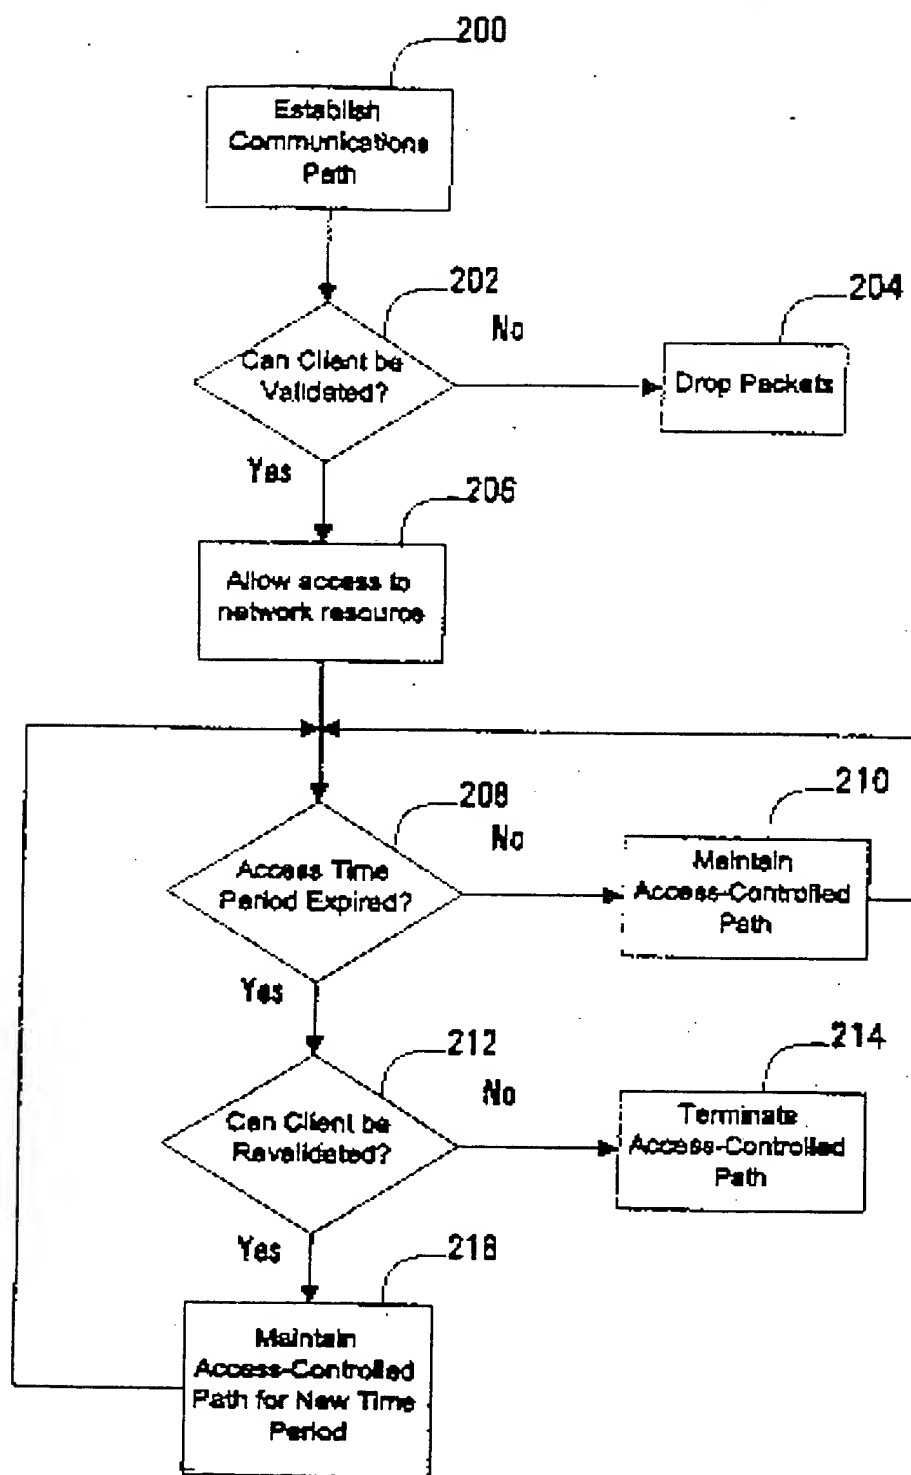 200
Establish
Communications
Path
202
Can Client be
Validated?
No
204
Drop Packets
Yes
206
Allow access to
network resource
208
Access Time
Period Expired?
No
210
Maintain
Access-Controlled
Path
Yes
212
Can Client be
Revalidated?
No
214
Terminate
Access-Controlled
Path
Yes
216
Maintain
Access-Controlled
Path for New Time
Period